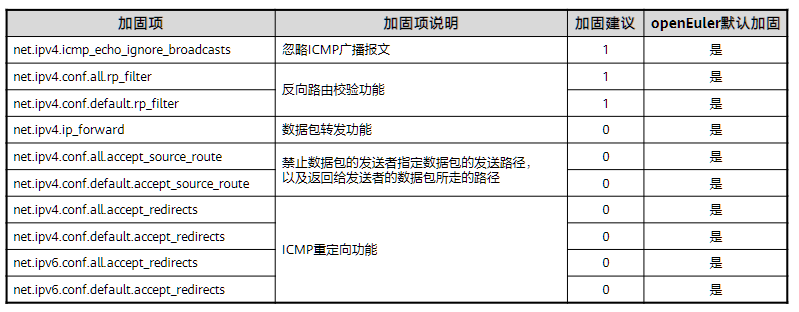 加固项 加固项说明 加固建议 openEuler默认加固
net.ipv4.icmp_echo_ignore_broadcasts 忽略ICMP广播报文 1 是
net.ipv4.conf.all.rp_filter 反向路由校验功能 1 是
net.ipv4.conf.default.rp_filter 1 是
net.ipv4.ip_forward 数据包转发功能 0 是
net.ipv4.conf.all.accept_source_route 禁止数据包的发送者指定数据包的发送路径， 0 是
net.ipv4.conf.default.accept_source_route 以及返回给发送者的数据包所走的路径 0 是
net.ipv4.conf.all.accept_redirects ICMP重定向功能 0 是
net.ipv4.conf.default.accept_redirects 0 是
net.ipv6.conf.all.accept_redirects 0 是
net.ipv6.conf.default.accept_redirects 0 是